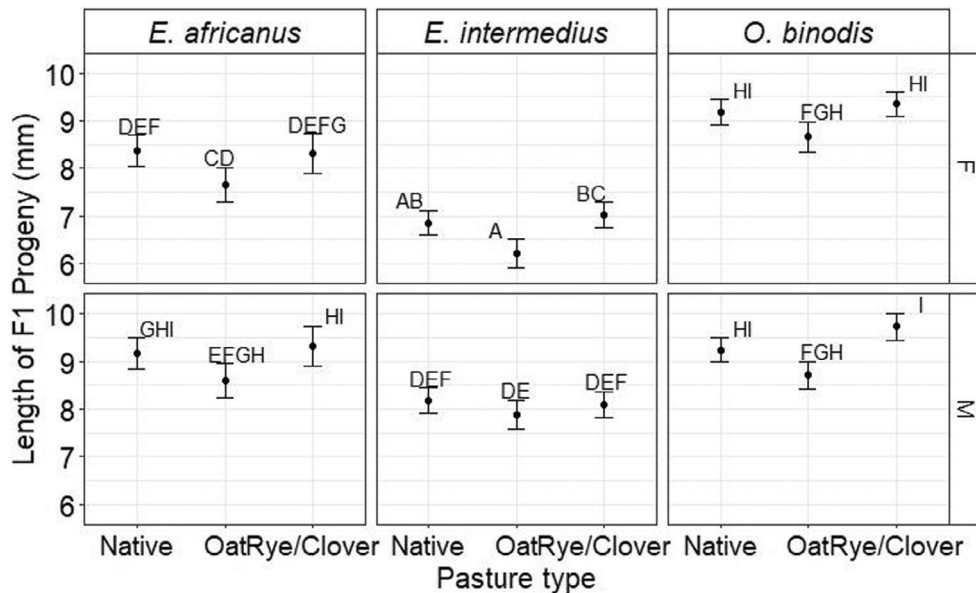 E. africanus E. intermedius O. binodis
Length of F1 Progeny (mm)
10
9
8
7
6
DEF CD DEFG
AB A BC
HI FGH HI
F
10
9
8
7
6
GHI EFGH HI
DEF DE DEF
HI FGH I
M
Native OatRye/Clover Native OatRye/Clover Native OatRye/Clover
Pasture type